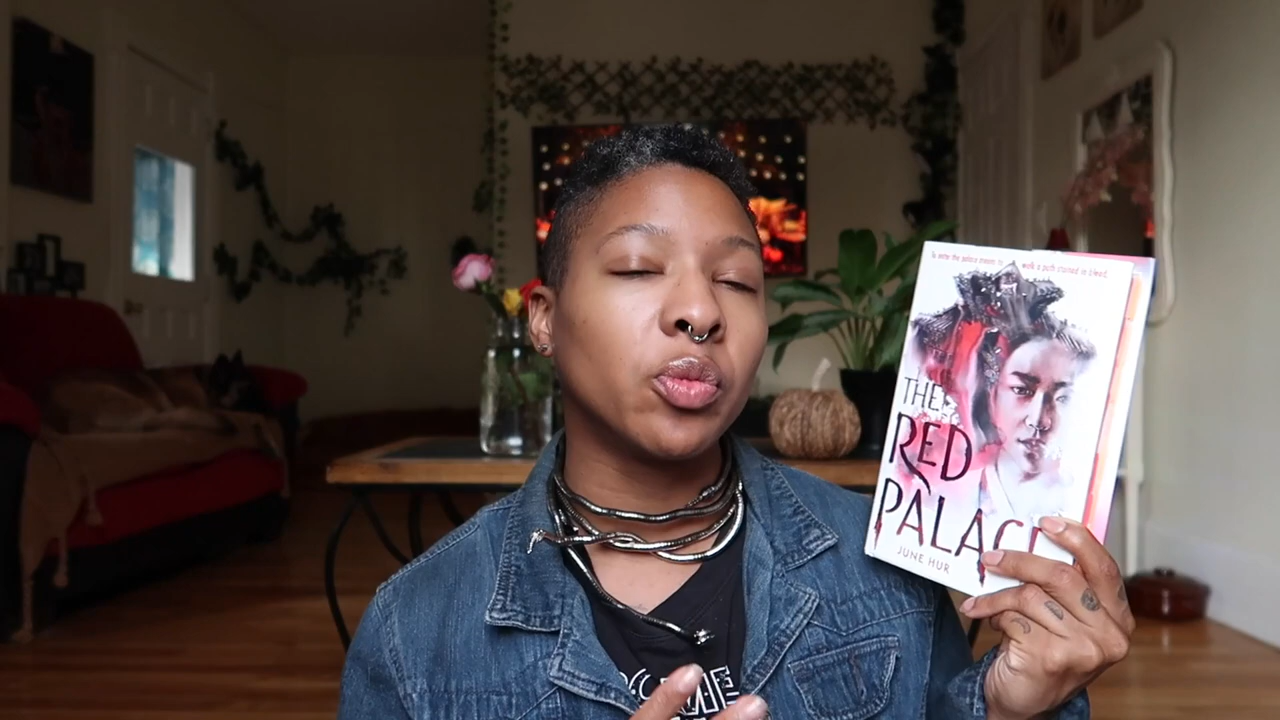 To enter the palace means to walk a path stained in blood.
THE
RED
PALACE
JUNE HUR